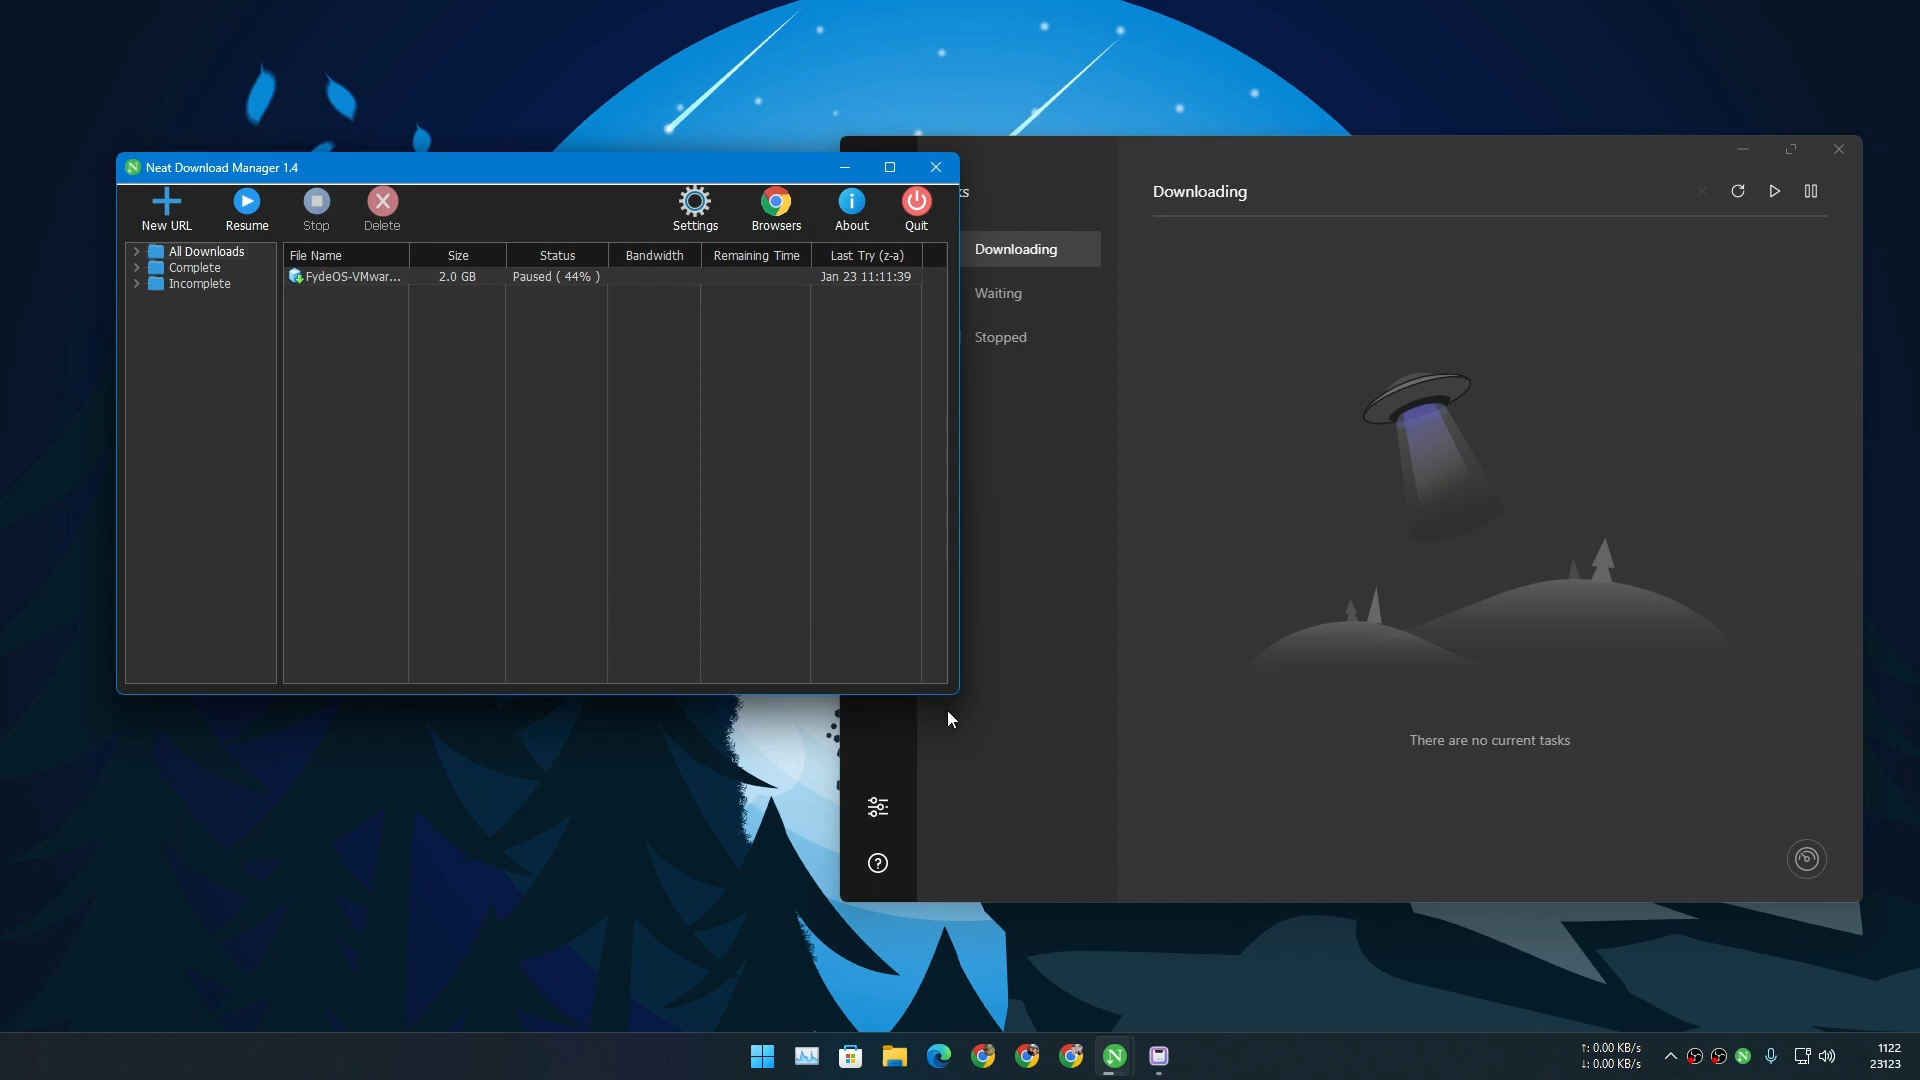 Neat Download Manager 1.4
New URL
Resume
Stop
Delete
Settings
Browsers
About
Quit
All Downloads
Complete
Incomplete
File Name
Size
Status
Bandwidth
Remaining Time
Last Try (z-a)
FydeOS-VMwar...
2.0 GB
Paused ( 44% )
Jan 23 11:11:39
ks
Downloading
Waiting
Stopped
Downloading
There are no current tasks
↑: 0.00 KB/s
↓: 0.00 KB/s
1122
23123